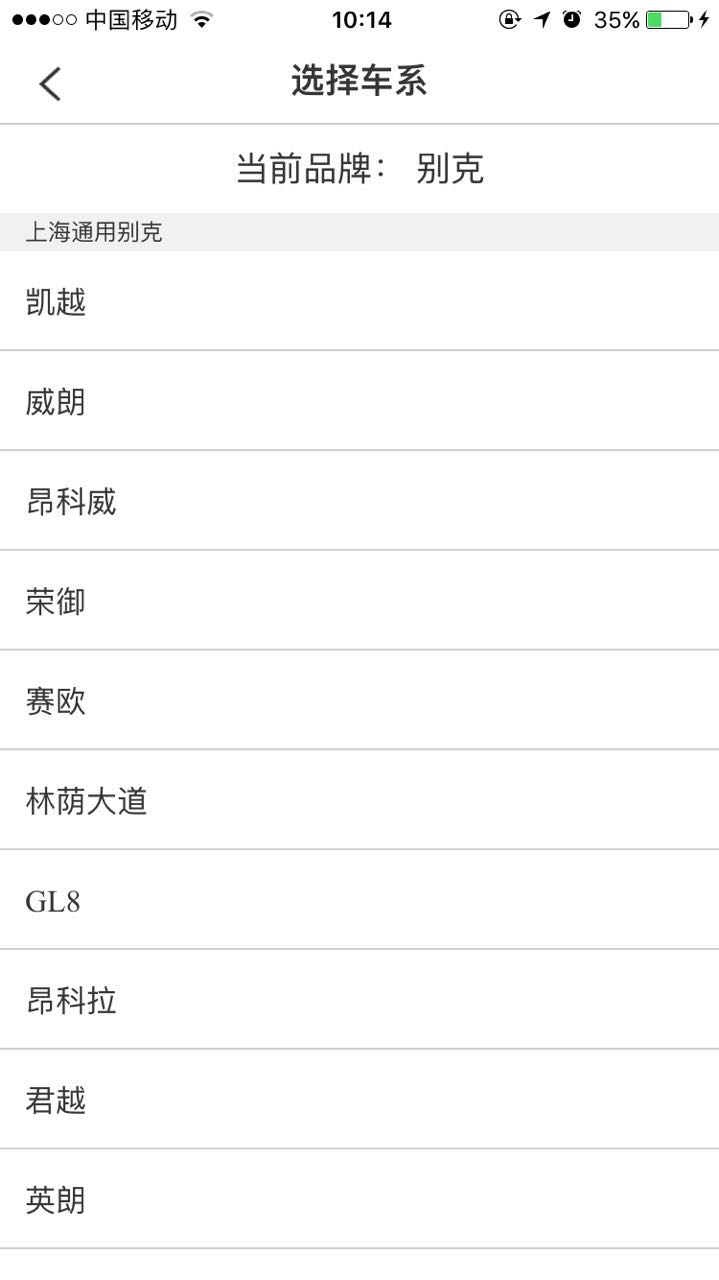 中国移动 10:14 35%
选择车系
当前品牌： 别克
上海通用别克
凯越
威朗
昂科威
荣御
赛欧
林荫大道
GL8
昂科拉
君越
英朗